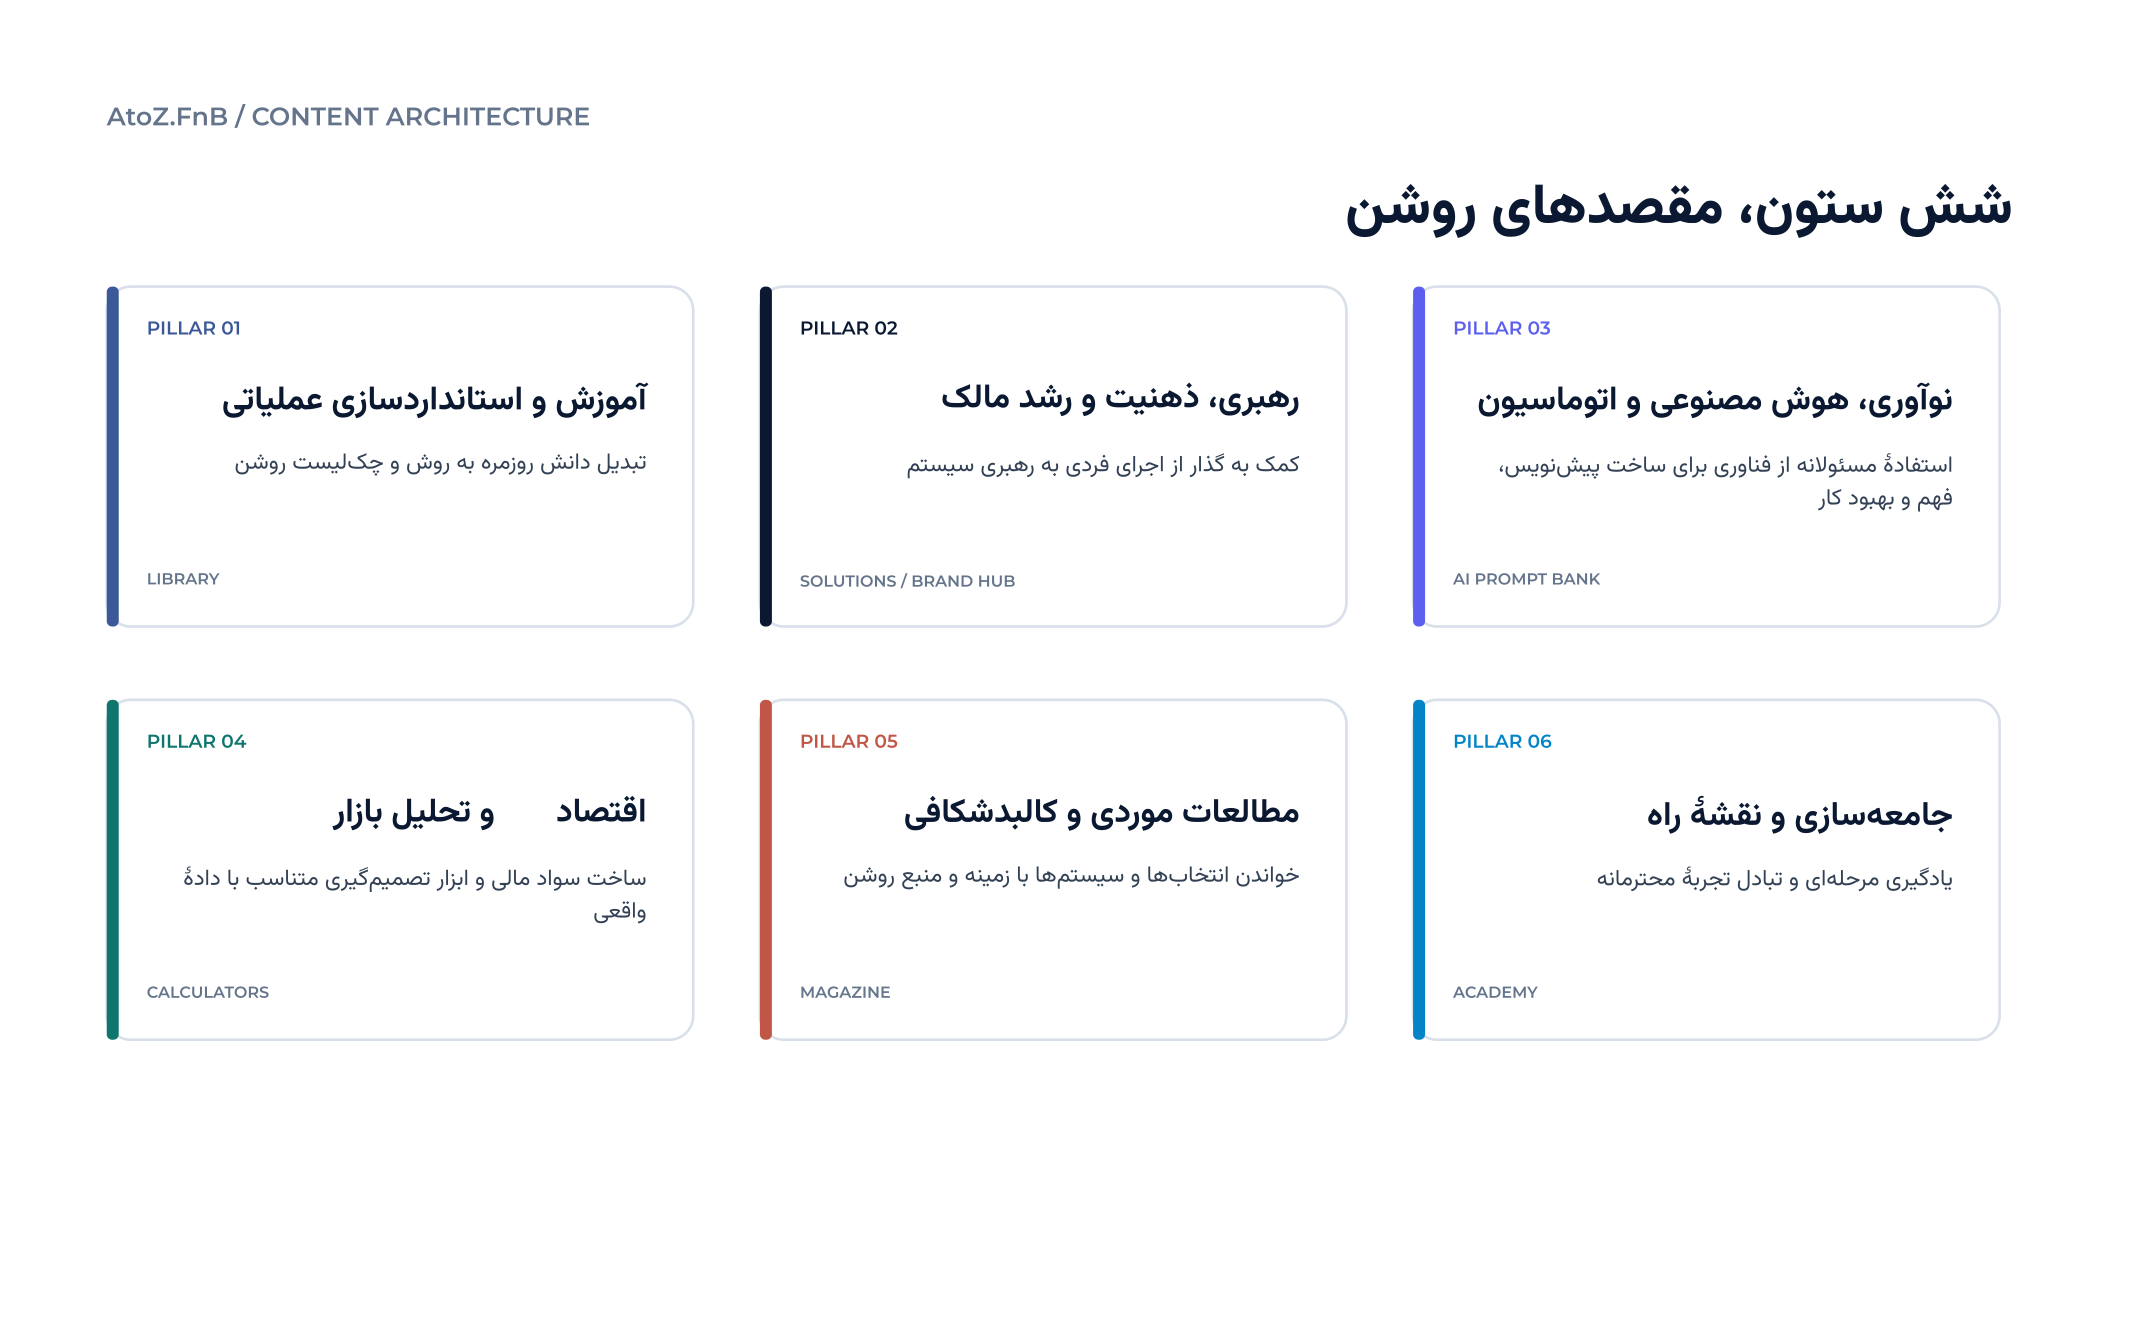 AtoZ.FnB / CONTENT ARCHITECTURE
شش ستون، مقصدهای روشن
PILLAR 01
آموزش و استانداردسازی عملیاتی
تبدیل دانش روزمره به روش و چک‌لیست روشن
LIBRARY
PILLAR 02
رهبری، ذهنیت و رشد مالک
کمک به گذار از اجرای فردی به رهبری سیستم
SOLUTIONS / BRAND HUB
PILLAR 03
نوآوری، هوش مصنوعی و اتوماسیون
استفادهٔ مسئولانه از فناوری برای ساخت پیش‌نویس،
فهم و بهبود کار
AI PROMPT BANK
PILLAR 04
اقتصاد و تحلیل بازار
ساخت سواد مالی و ابزار تصمیم‌گیری متناسب با دادهٔ
واقعی
CALCULATORS
PILLAR 05
مطالعات موردی و کالبدشکافی
خواندن انتخاب‌ها و سیستم‌ها با زمینه و منبع روشن
MAGAZINE
PILLAR 06
جامعه‌سازی و نقشهٔ راه
یادگیری مرحله‌ای و تبادل تجربهٔ محترمانه
ACADEMY